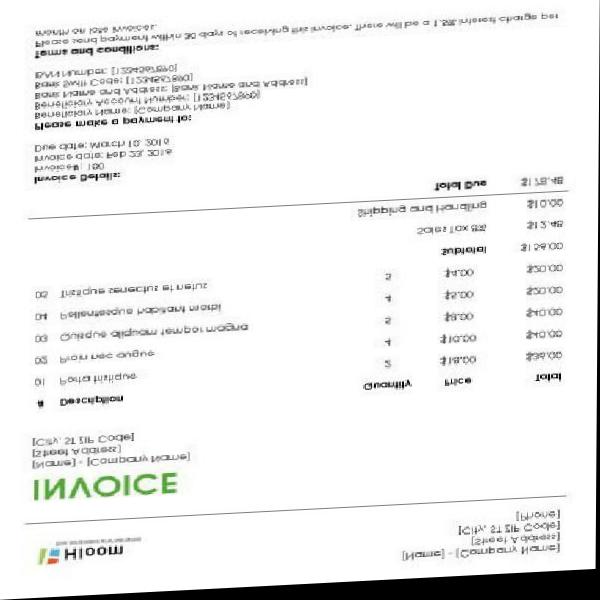 Hloom
[Name] - [Company Name]
[Street Address]
[City, ST ZIP Code]
[Phone]
INVOICE
[Name] - [Company Name]
[Street Address]
[City, ST ZIP Code]
# Description Quantity Price Total
01 Porta tristique 2 $18.00 $36.00
02 Proin nec augue 4 $10.00 $40.00
03 Quisque aliquam tempor magna 5 $8.00 $40.00
04 Pellentesque habitant morbi 4 $5.00 $20.00
05 Tristique senectus et netus 5 $4.00 $20.00
Subtotal $156.00
Sales Tax 8% $12.48
Shipping and Handling $10.00
Total Due $178.48
Invoice Details:
Invoice#: 100
Invoice date: Feb 23, 2016
Due date: March 10, 2016
Please make a payment to:
Beneficiary Name: [Company Name]
Beneficiary Account Number: [1234567890]
Bank Name and Address: [Bank Name and Address]
Bank Swift Code: [1234567890]
IBAN Number: [1234567890]
Terms and conditions:
Please send payment within 30 days of receiving this invoice. There will be a 1.5% interest charge per
month on late invoices.